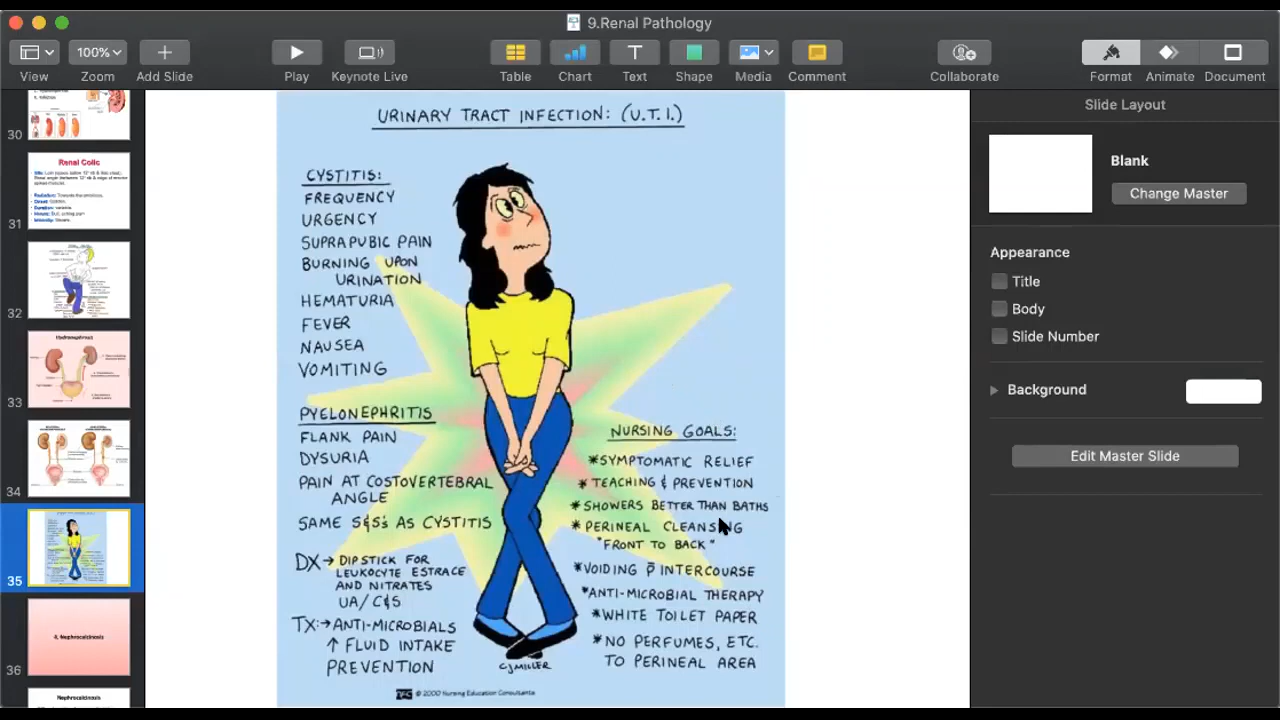 9.Renal Pathology
100%
View
Zoom
Add Slide
Play
Keynote Live
Table
Chart
Text
Shape
Media
Comment
Collaborate
Format
Animate
Document
30
Renal Colic
31
32
Hydronephrosis
33
34
35
4. Nephrocalcinosis
36
Nephrocalcinosis
URINARY TRACT INFECTION: (U.T.I.)
CYSTITIS:
FREQUENCY
URGENCY
SUPRAPUBIC PAIN
BURNING UPON
URINATION
HEMATURIA
FEVER
NAUSEA
VOMITING
PYELONEPHRITIS
FLANK PAIN
DYSURIA
PAIN AT COSTOVERTEBRAL
ANGLE
SAME S&S's AS CYSTITIS
DX→ DIPSTICK FOR
LEUKOCYTE ESTRACE
AND NITRATES
UA/C&S
TX:→ ANTI-MICROBIALS
↑ FLUID INTAKE
PREVENTION
NURSING GOALS:
*SYMPTOMATIC RELIEF
*TEACHING & PREVENTION
*SHOWERS BETTER THAN BATHS
*PERINEAL CLEANSING
"FRONT TO BACK"
*VOIDING p̄ INTERCOURSE
*ANTI-MICROBIAL THERAPY
*WHITE TOILET PAPER
*NO PERFUMES, ETC.
TO PERINEAL AREA
CJMILLER
© 2000 Nursing Education Consultants
Slide Layout
Blank
Change Master
Appearance
Title
Body
Slide Number
Background
Edit Master Slide